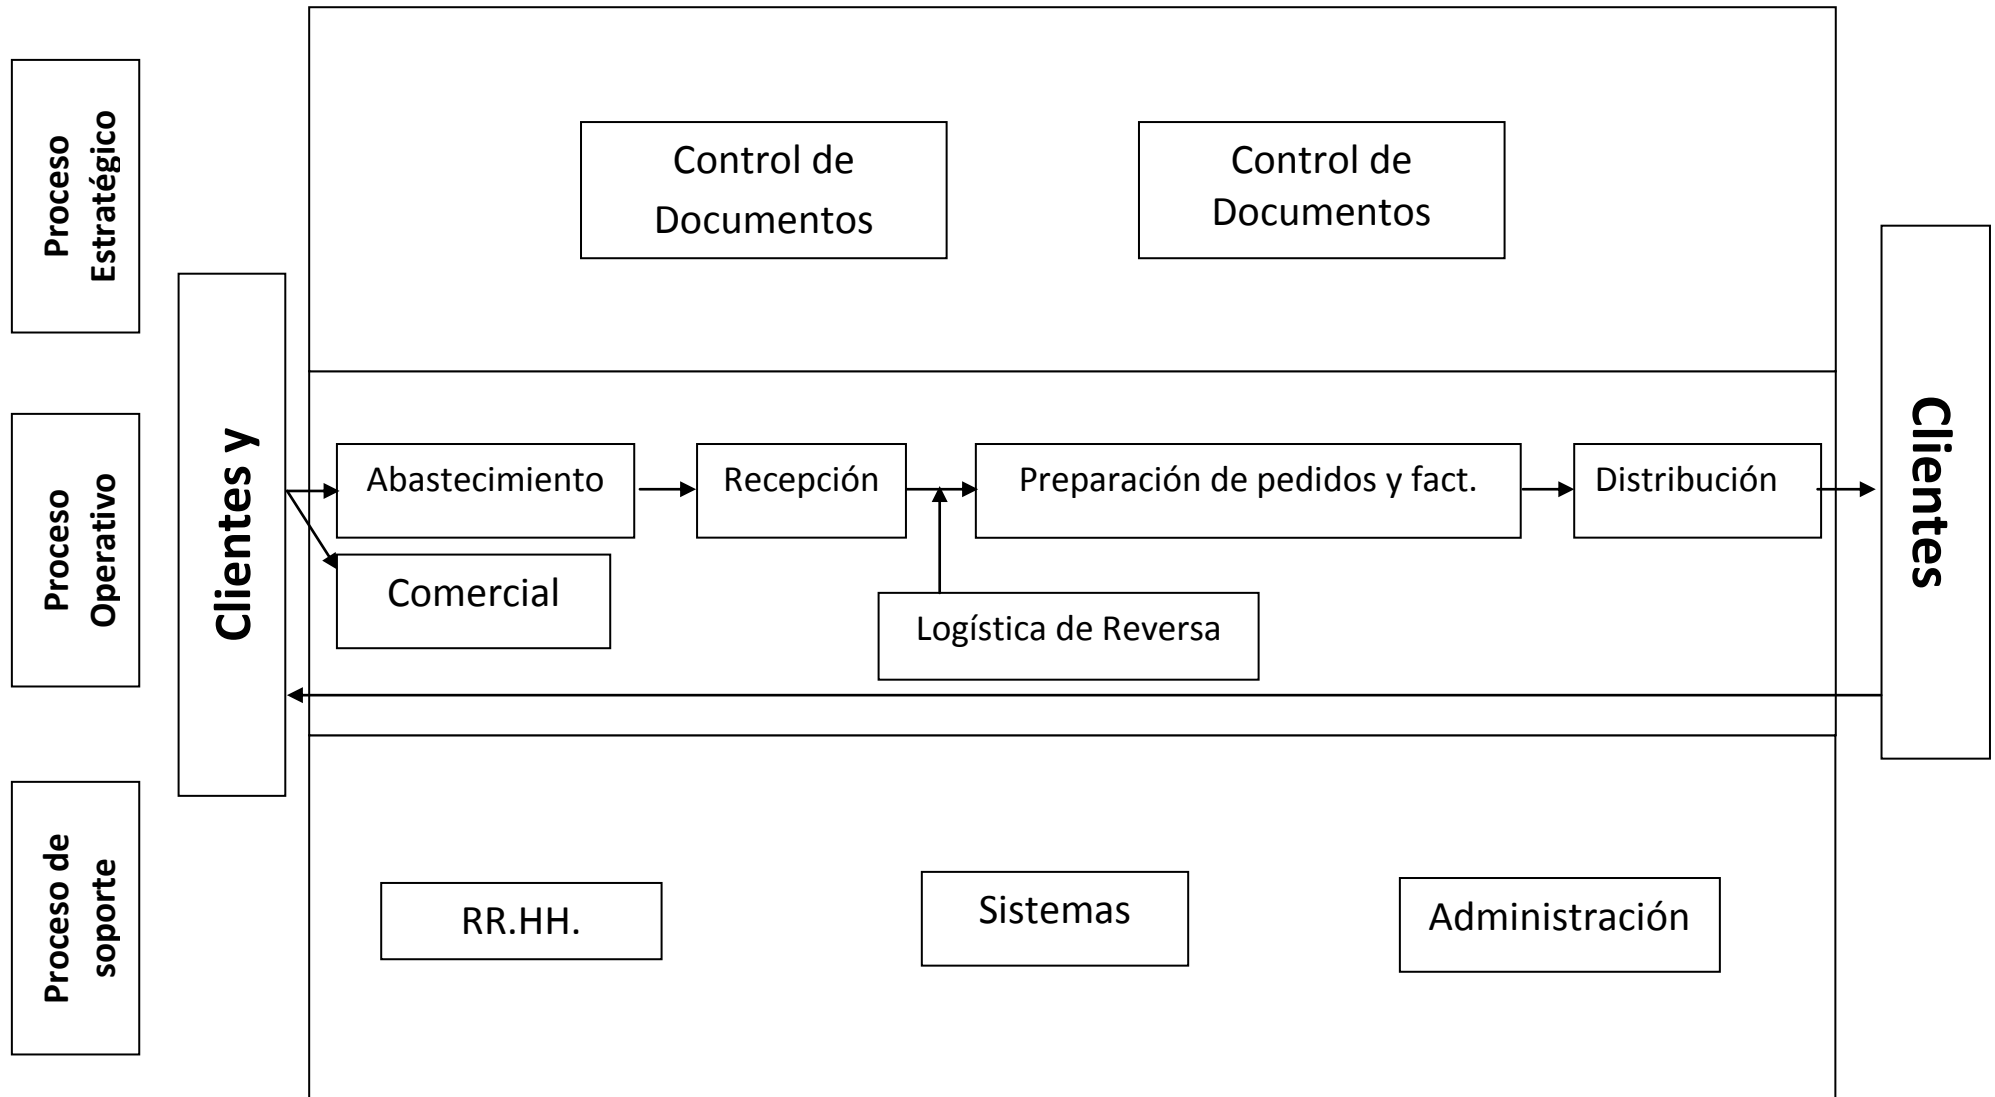 Proceso
Estratégico
Control de
Documentos
Control de
Documentos
Proceso
Operativo
Clientes y
Abastecimiento
Recepción
Preparación de pedidos y fact.
Distribución
Clientes
Comercial
Logística de Reversa
Proceso de
soporte
RR.HH.
Sistemas
Administración